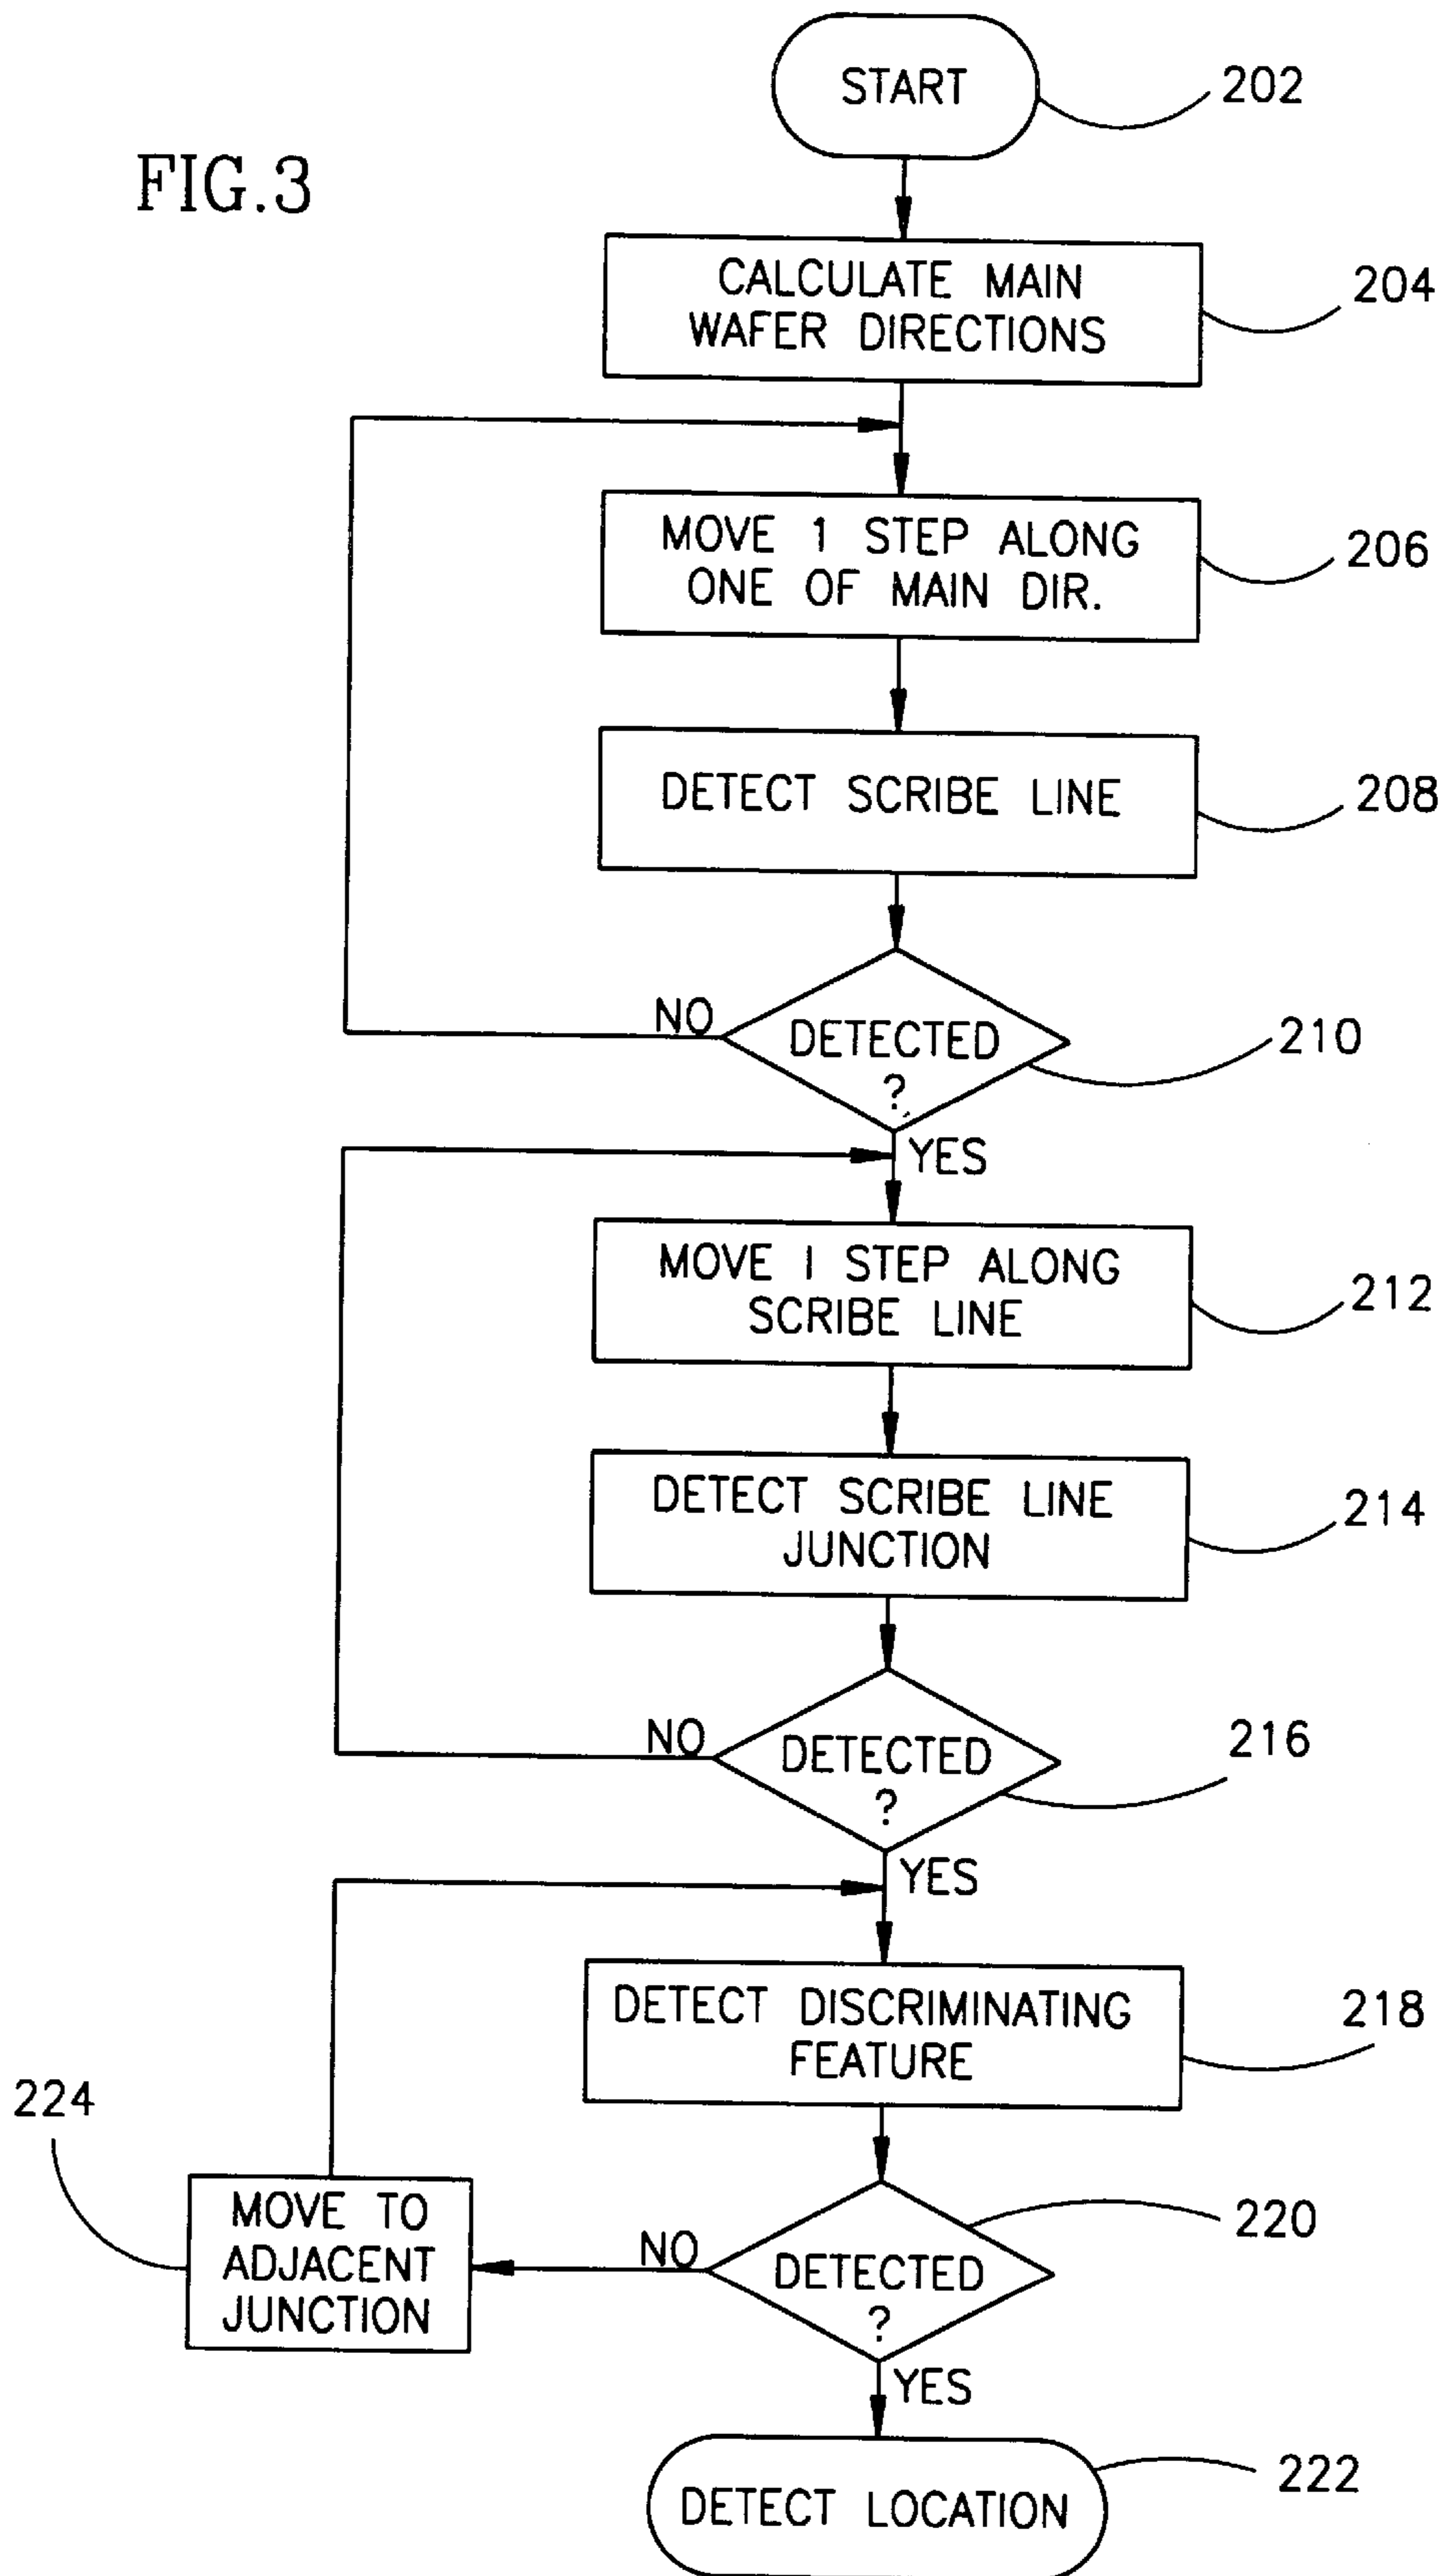 FIG.3
START
202
CALCULATE MAIN
WAFER DIRECTIONS
204
MOVE 1 STEP ALONG
ONE OF MAIN DIR.
206
DETECT SCRIBE LINE
208
NO
DETECTED
?
210
YES
MOVE 1 STEP ALONG
SCRIBE LINE
212
DETECT SCRIBE LINE
JUNCTION
214
NO
DETECTED
?
216
YES
DETECT DISCRIMINATING
FEATURE
218
224
MOVE TO
ADJACENT
JUNCTION
NO
DETECTED
?
220
YES
DETECT LOCATION
222